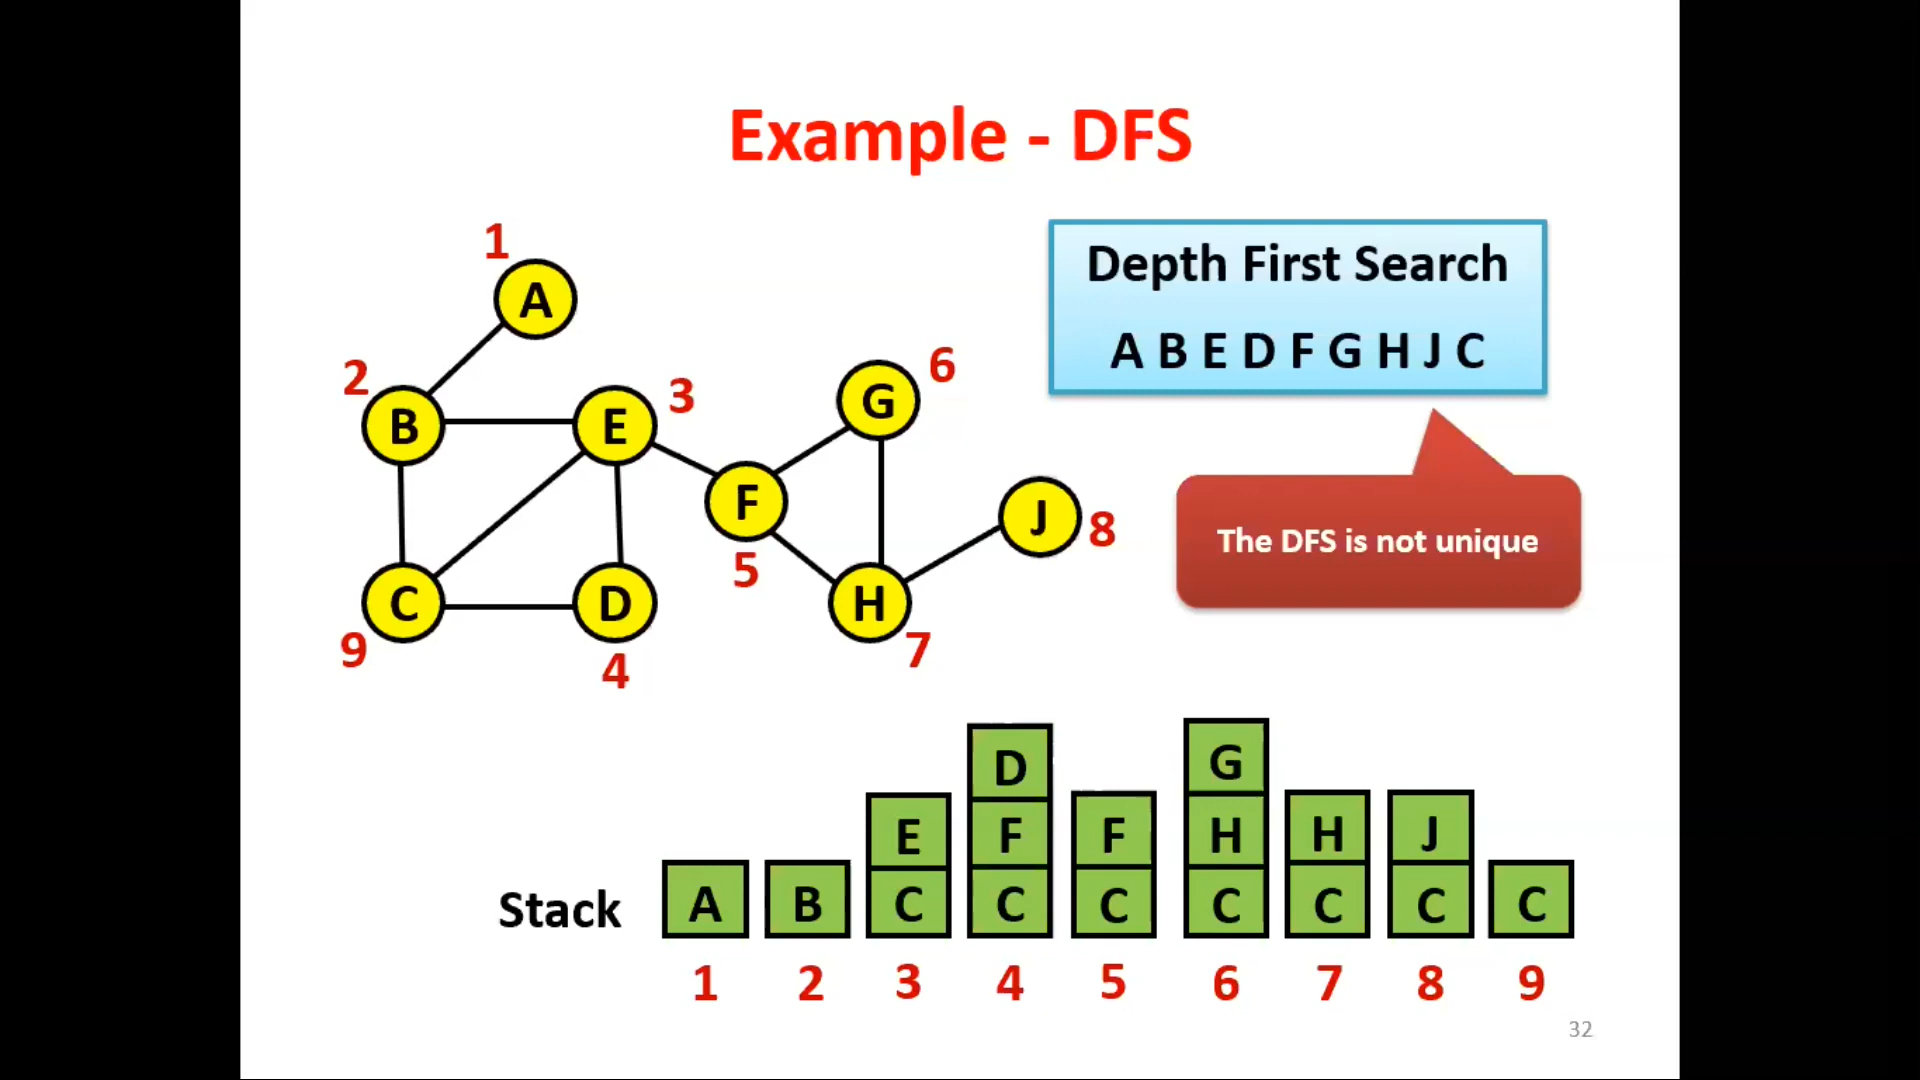 Example - DFS
Depth First Search
A B E D F G H J C
The DFS is not unique
1
A
2
B
E
3
G
6
F
5
J
8
C
9
D
4
H
7
Stack
A
B
E
C
D
F
C
F
C
G
H
C
H
C
J
C
C
1 2 3 4 5 6 7 8 9
32